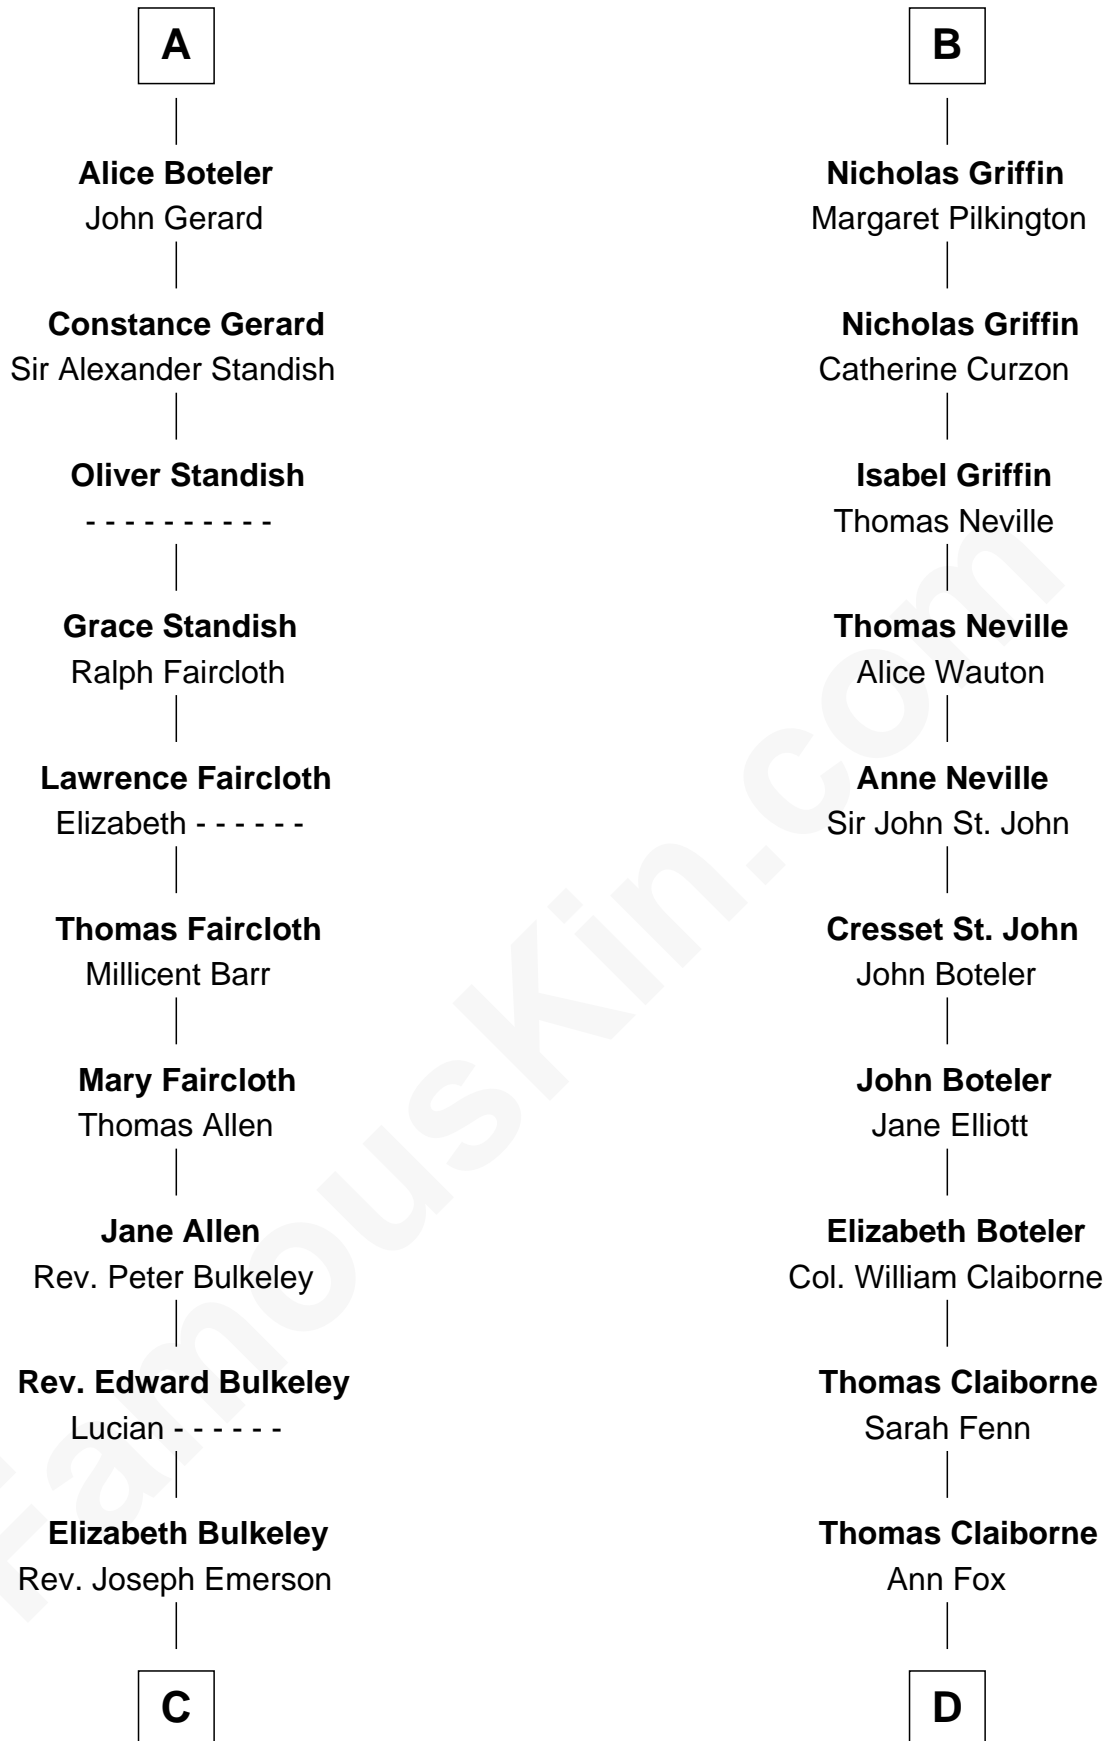 A
Alice Boteler
John Gerard
Constance Gerard
Sir Alexander Standish
Oliver Standish
- - - - - - - - - -
Grace Standish
Ralph Faircloth
Lawrence Faircloth
Elizabeth - - - - - -
Thomas Faircloth
Millicent Barr
Mary Faircloth
Thomas Allen
Jane Allen
Rev. Peter Bulkeley
Rev. Edward Bulkeley
Lucian - - - - - -
Elizabeth Bulkeley
Rev. Joseph Emerson
C
B
Nicholas Griffin
Margaret Pilkington
Nicholas Griffin
Catherine Curzon
Isabel Griffin
Thomas Neville
Thomas Neville
Alice Wauton
Anne Neville
Sir John St. John
Cresset St. John
John Boteler
John Boteler
Jane Elliott
Elizabeth Boteler
Col. William Claiborne
Thomas Claiborne
Sarah Fenn
Thomas Claiborne
Ann Fox
D
FamousKin.com